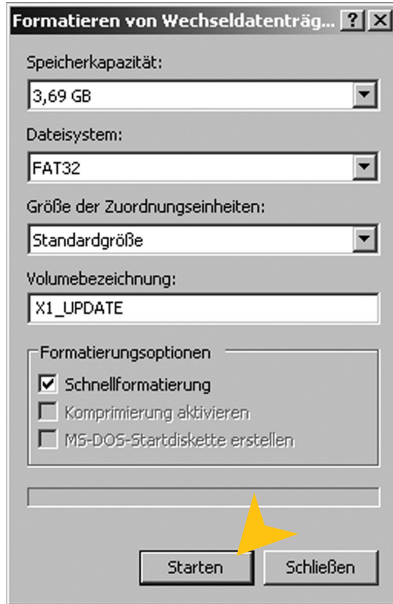 Formatieren von Wechseldatenträg...
Speicherkapazität:
3,69 GB
Dateisystem:
FAT32
Größe der Zuordnungseinheiten:
Standardgröße
Volumebezeichnung:
X1_UPDATE
Formatierungsoptionen
Schnellformatierung
Komprimierung aktivieren
MS-DOS-Startdiskette erstellen
Starten
Schließen